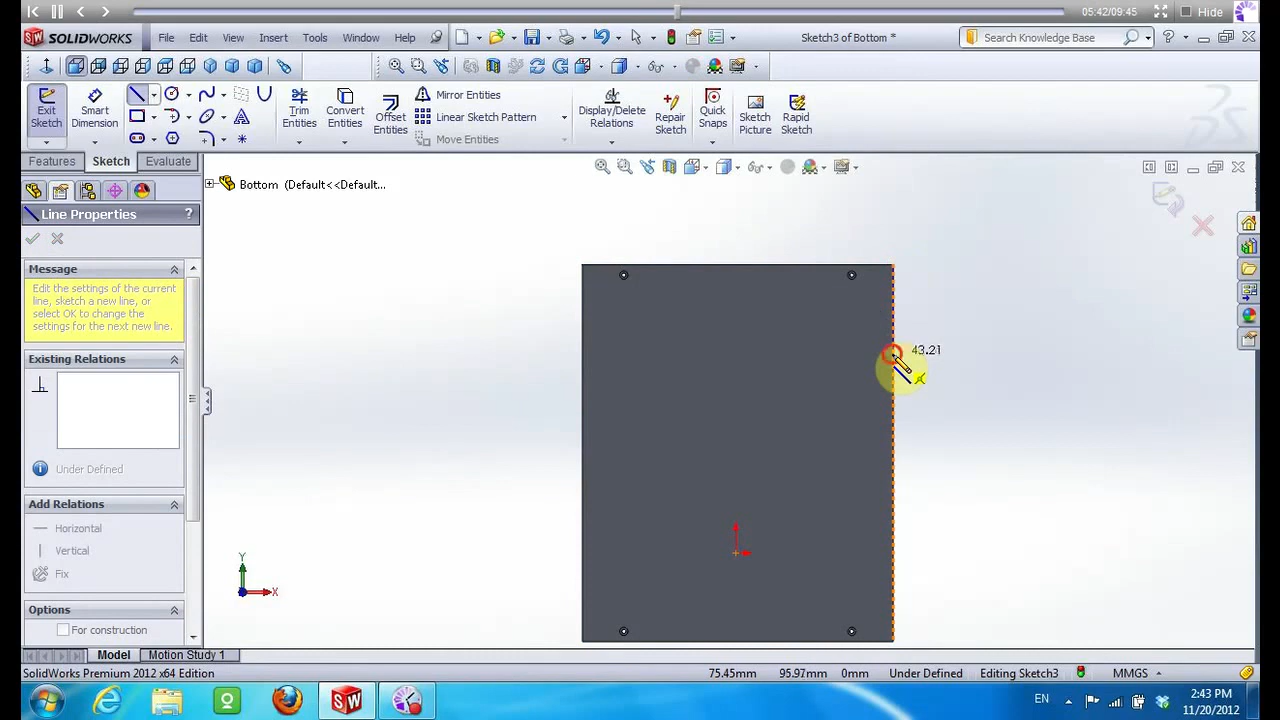 05:42/09:45 Hide
SOLIDWORKS File Edit View Insert Tools Window Help Sketch3 of Bottom * Search Knowledge Base ?
Exit Sketch
Smart Dimension
Trim Entities
Convert Entities
Offset Entities
Mirror Entities
Linear Sketch Pattern
Move Entities
Display/Delete Relations
Repair Sketch
Quick Snaps
Sketch Picture
Rapid Sketch
Features Sketch Evaluate
Bottom (Default<<Default...
Line Properties ?
Message
Edit the settings of the current
line, sketch a new line, or
select OK to change the
settings for the next new line.
43.21
Existing Relations
Under Defined
Add Relations
Horizontal
Vertical
Fix
Y
X
Options
For construction
Model Motion Study 1
SolidWorks Premium 2012 x64 Edition 75.45mm 95.97mm 0mm Under Defined Editing Sketch3 MMGS
EN 2:43 PM
11/20/2012